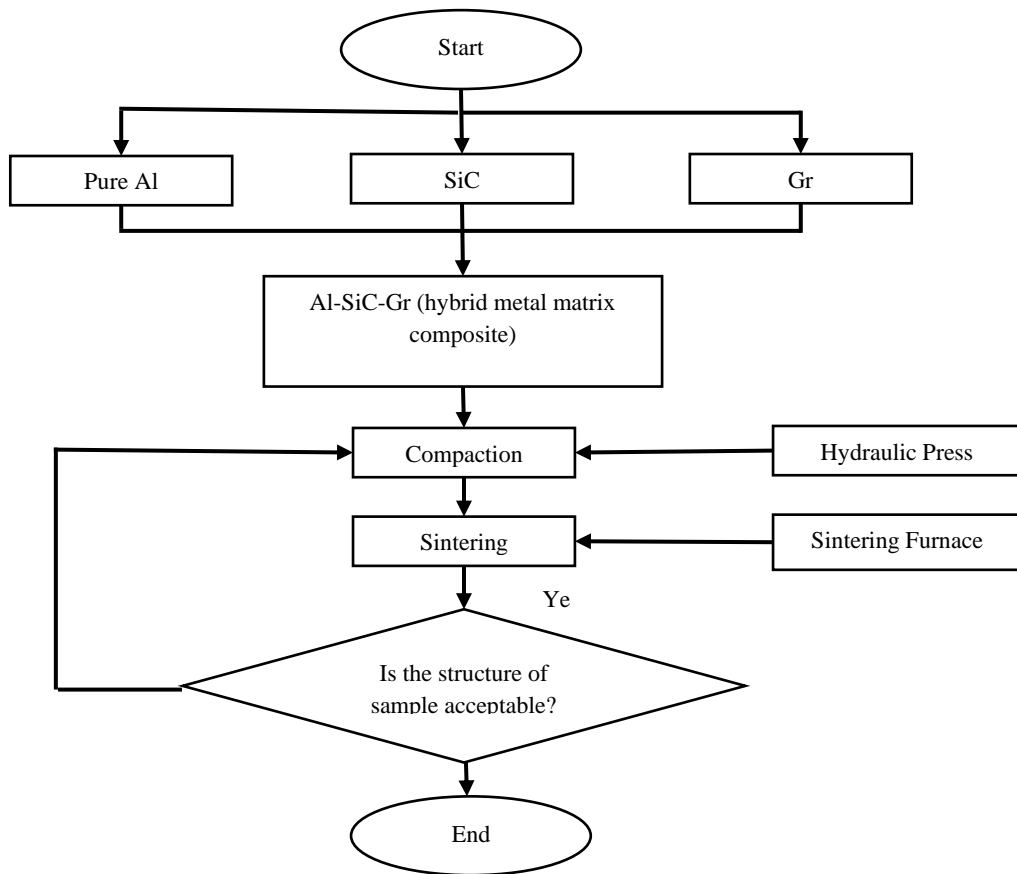 Start
Pure Al
SiC
Gr
Al-SiC-Gr (hybrid metal matrix
composite)
Compaction
Hydraulic Press
Sintering
Sintering Furnace
Ye
Is the structure of
sample acceptable?
End